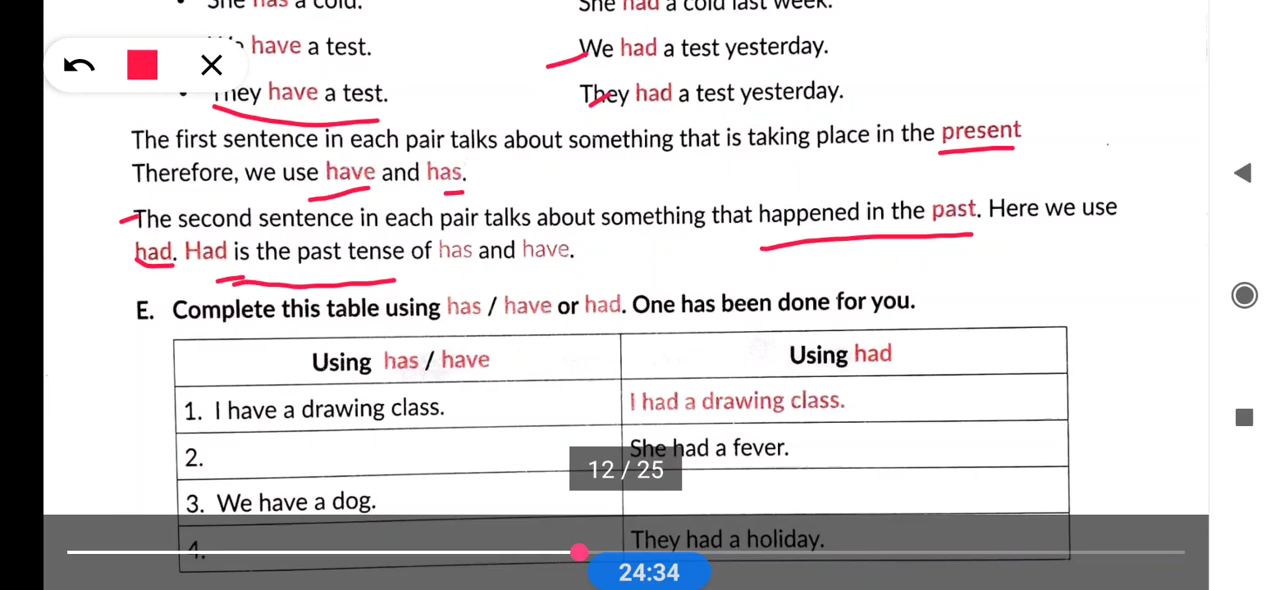 She has a cold. She had a cold last week.
have a test. We had a test yesterday.
They have a test. They had a test yesterday.
The first sentence in each pair talks about something that is taking place in the present
Therefore, we use have and has.
The second sentence in each pair talks about something that happened in the past. Here we use
had. Had is the past tense of has and have.
E. Complete this table using has / have or had. One has been done for you.
Using has / have Using had
1. I have a drawing class. I had a drawing class.
2. She had a fever.
12 / 25
3. We have a dog.
4. They had a holiday.
24:34